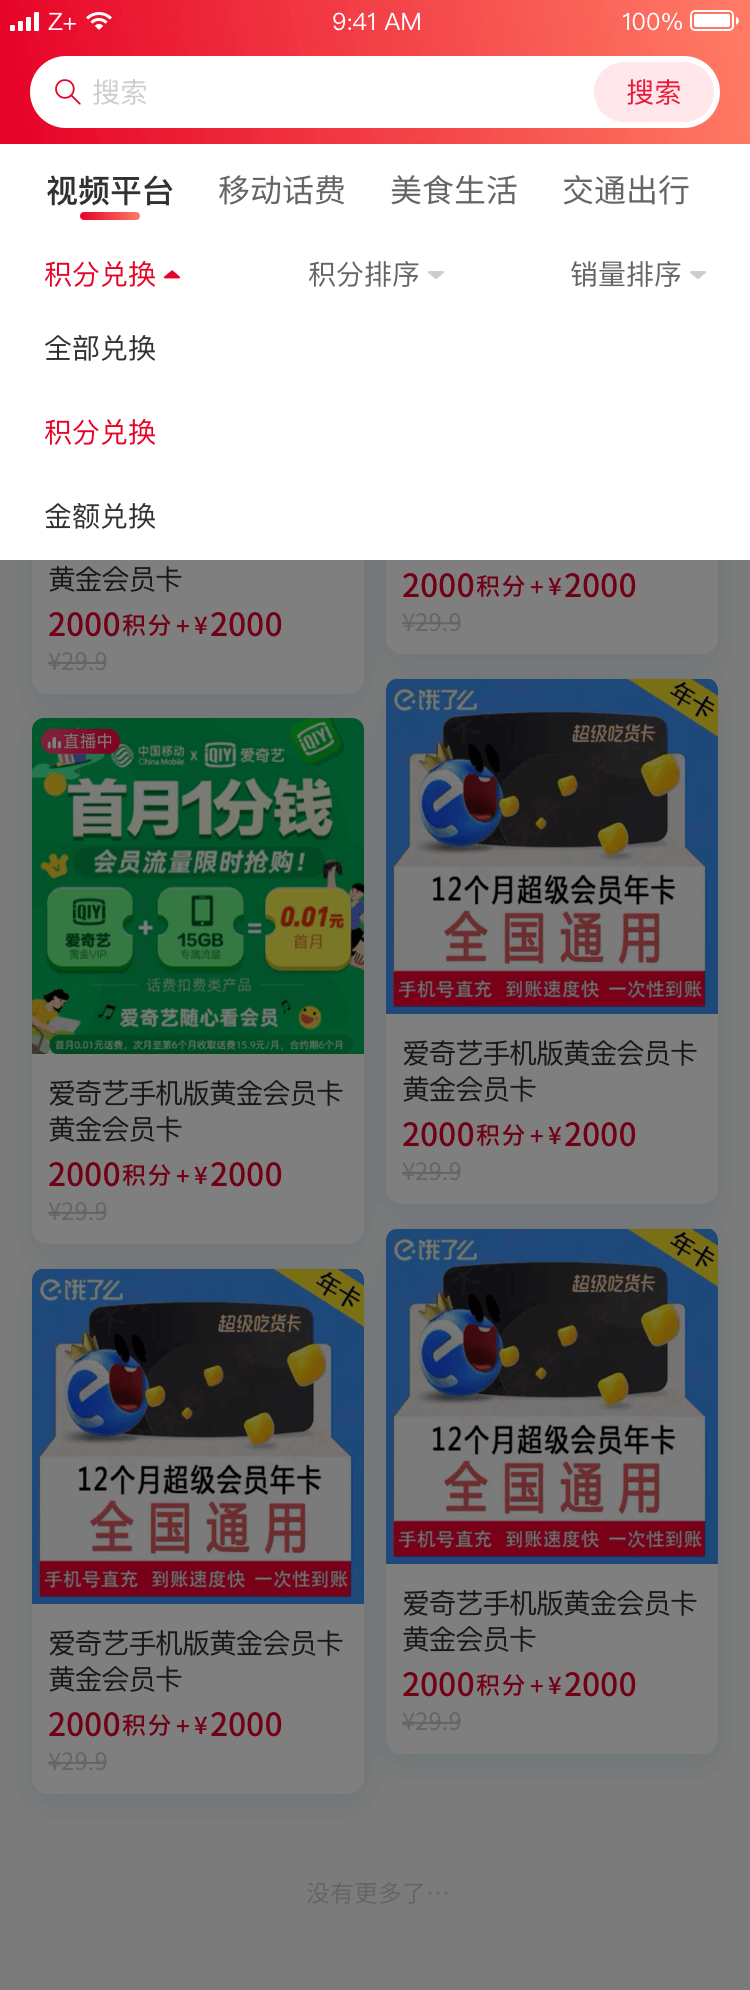 Z+ 9:41 AM 100%
搜索 搜索
视频平台 移动话费 美食生活 交通出行
积分兑换 积分排序 销量排序
全部兑换
积分兑换
金额兑换
黄金会员卡
2000积分+¥2000
¥29.9
2000积分+¥2000
¥29.9
直播中
中国移动
China Mobile
x
QIYI 爱奇艺
QIYI
首月1分钱
会员流量限时抢购！
QIYI
爱奇艺
黄金VIP
+
15GB
专属流量
=
0.01元
首月
话费扣费类产品
爱奇艺随心看会员
首月0.01元话费，次月至第6个月收取话费15.9元/月，合约期6个月
爱奇艺手机版黄金会员卡
黄金会员卡
2000积分+¥2000
¥29.9
饿了么
年卡
超级吃货卡
12个月超级会员年卡
全国通用
手机号直充 到账速度快 一次性到账
爱奇艺手机版黄金会员卡
黄金会员卡
2000积分+¥2000
¥29.9
饿了么
年卡
超级吃货卡
12个月超级会员年卡
全国通用
手机号直充 到账速度快 一次性到账
爱奇艺手机版黄金会员卡
黄金会员卡
2000积分+¥2000
¥29.9
饿了么
年卡
超级吃货卡
12个月超级会员年卡
全国通用
手机号直充 到账速度快 一次性到账
爱奇艺手机版黄金会员卡
黄金会员卡
2000积分+¥2000
¥29.9
没有更多了…